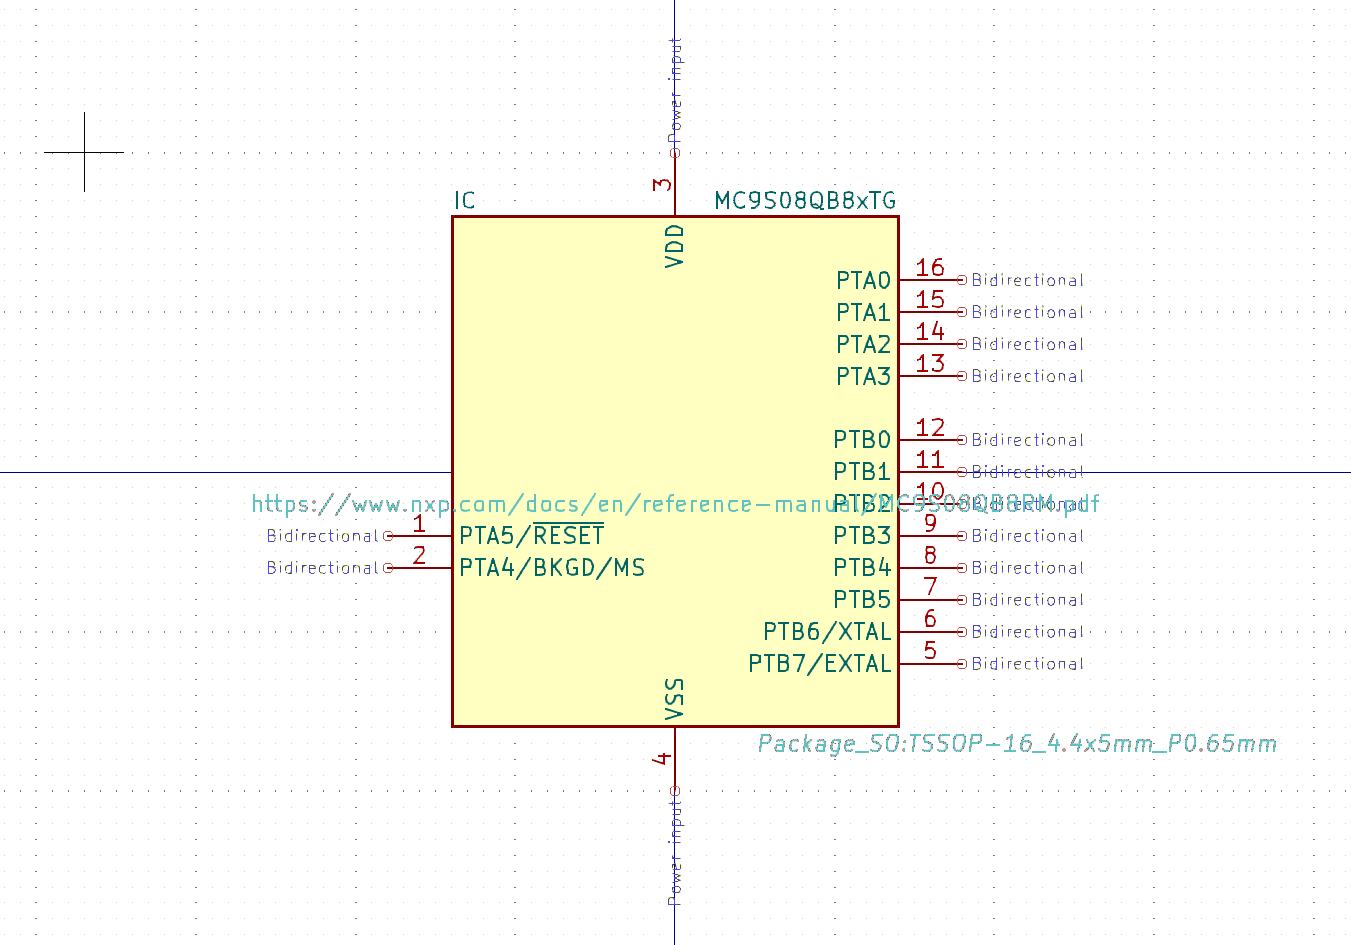 Power input
3
IC
MC9S08QB8xTG
VDD
PTA0 16 Bidirectional
PTA1 15 Bidirectional
PTA2 14 Bidirectional
PTA3 13 Bidirectional
PTB0 12 Bidirectional
PTB1 11 Bidirectional
PTB2 10 Bidirectional
https://www.nxp.com/docs/en/reference-manual/MC9S08QB8RM.pdf
Bidirectional 1 PTA5/RESET
PTB3 9 Bidirectional
Bidirectional 2 PTA4/BKGD/MS
PTB4 8 Bidirectional
PTB5 7 Bidirectional
PTB6/XTAL 6 Bidirectional
PTB7/EXTAL 5 Bidirectional
VSS
Package_SO:TSSOP-16_4.4x5mm_P0.65mm
4
Power input